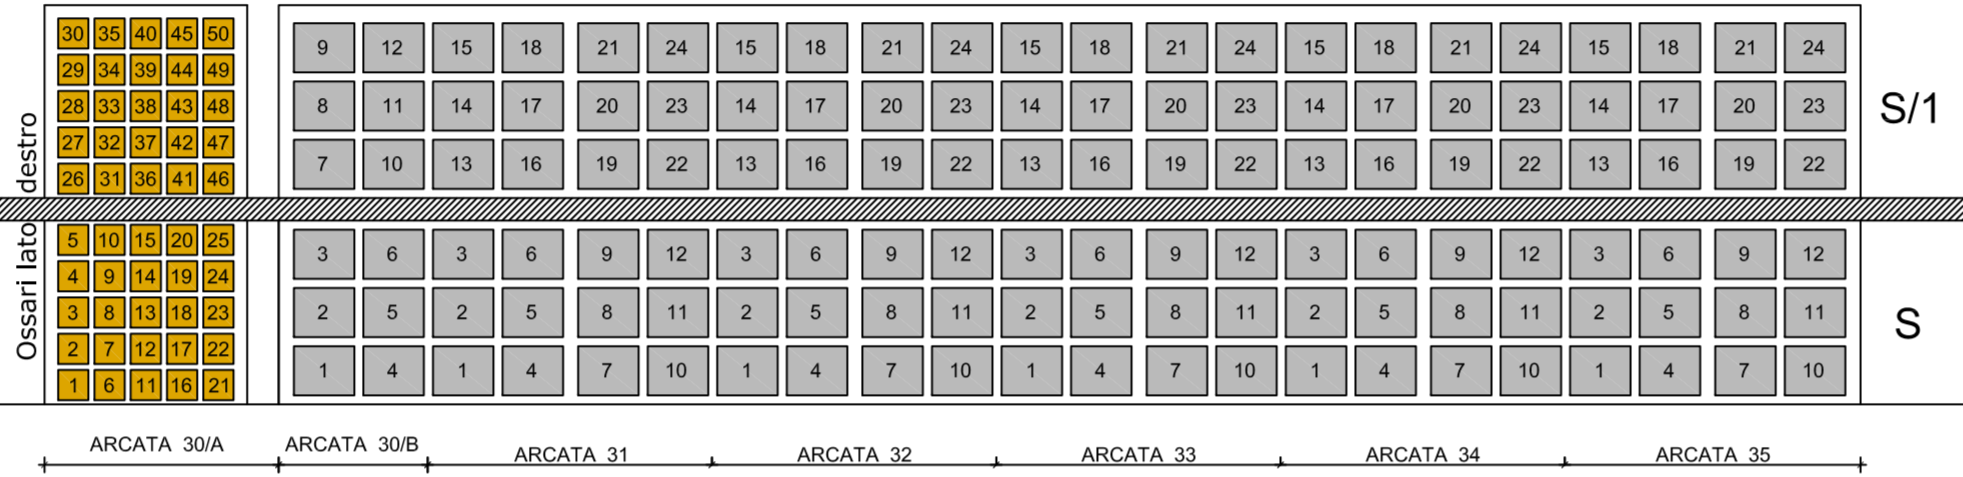 30 35 40 45 50 9 12 15 18 21 24 15 18 21 24 15 18 21 24 15 18 21 24 15 18 21 24
29 34 39 44 49
28 33 38 43 48 8 11 14 17 20 23 14 17 20 23 14 17 20 23 14 17 20 23 14 17 20 23 S/1
27 32 37 42 47
26 31 36 41 46 7 10 13 16 19 22 13 16 19 22 13 16 19 22 13 16 19 22 13 16 19 22
Ossari lato destro
5 10 15 20 25 3 6 3 6 9 12 3 6 9 12 3 6 9 12 3 6 9 12 3 6 9 12
4 9 14 19 24
3 8 13 18 23 2 5 2 5 8 11 2 5 8 11 2 5 8 11 2 5 8 11 2 5 8 11 S
2 7 12 17 22
1 6 11 16 21 1 4 1 4 7 10 1 4 7 10 1 4 7 10 1 4 7 10 1 4 7 10
ARCATA 30/A ARCATA 30/B ARCATA 31 ARCATA 32 ARCATA 33 ARCATA 34 ARCATA 35